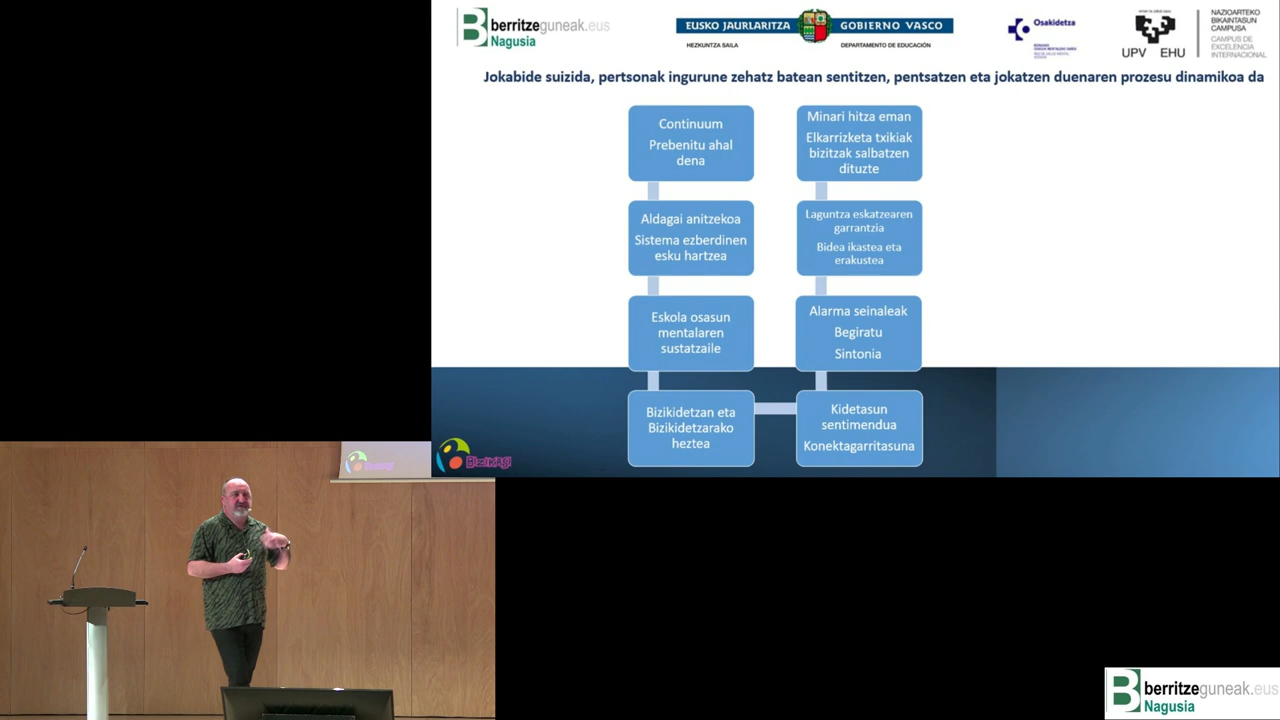 berritzeguneak.eus
Nagusia
EUSKO JAURLARITZA
GOBIERNO VASCO
HEZKUNTZA SAILA
DEPARTAMENTO DE EDUCACIÓN
Osakidetza
UPV EHU
NAZIOARTEKO
BIKAINTASUN
CAMPUSA
CAMPUS DE
EXCELENCIA
INTERNACIONAL
Jokabide suizida, pertsonak ingurune zehatz batean sentitzen, pentsatzen eta jokatzen duenaren prozesu dinamikoa da
Continuum
Prebenitu ahal
dena
Aldagai anitzekoa
Sistema ezberdinen
esku hartzea
Eskola osasun
mentalaren
sustatzaile
Bizikidetzan eta
Bizikidetzarako
heztea
Minari hitza eman
Elkarrizketa txikiak
bizitzak salbatzen
dituzte
Laguntza eskatzearen
garrantzia
Bidea ikastea eta
erakustea
Alarma seinaleak
Begiratu
Sintonia
Kidetasun
sentimendua
Konektagarritasuna
BIZIKASI
berritzeguneak.eus
Nagusia